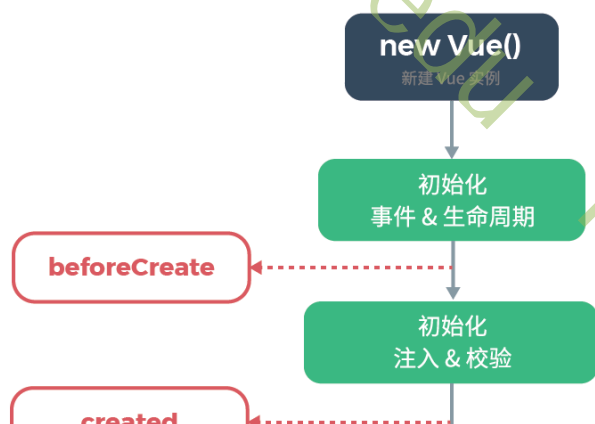 new Vue()
新建 Vue 实例
初始化
事件 & 生命周期
beforeCreate
初始化
注入 & 校验
created